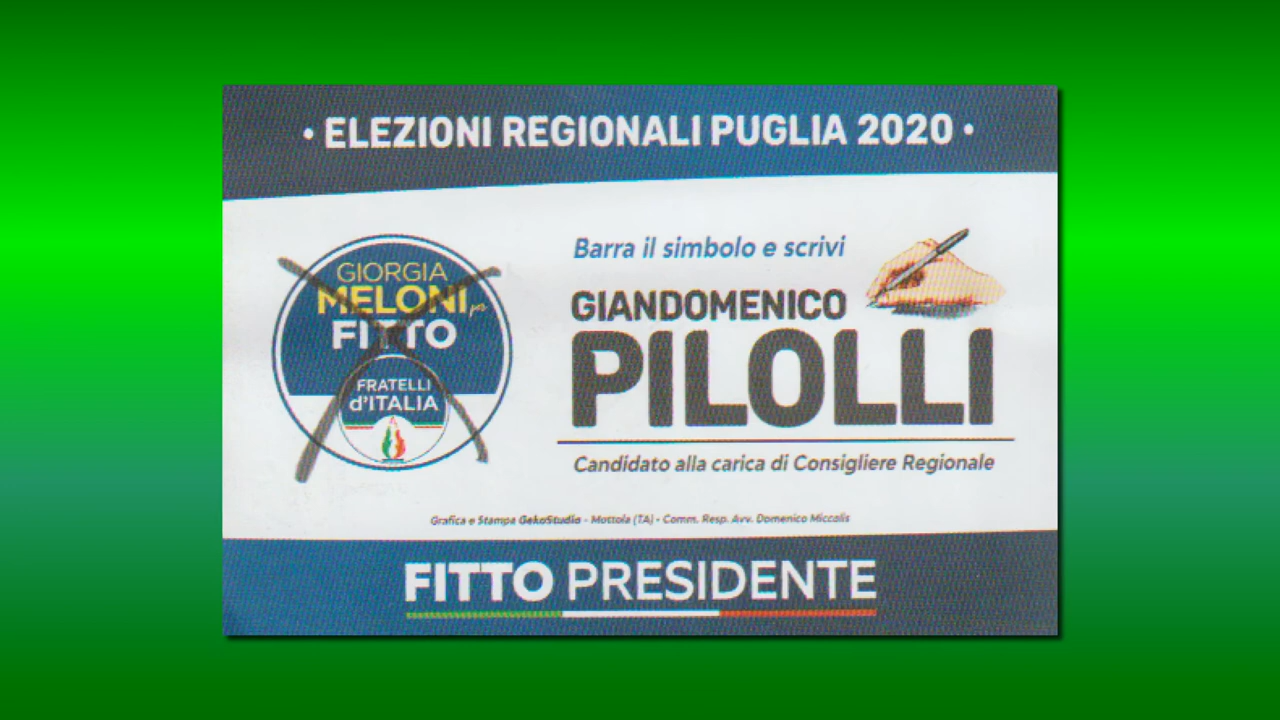 • ELEZIONI REGIONALI PUGLIA 2020 •
GIORGIA
MELONI per
FITTO
FRATELLI
d'ITALIA
Barra il simbolo e scrivi
GIANDOMENICO
PILOLLI
Candidato alla carica di Consigliere Regionale
Grafica e Stampa GekoStudio - Mottola (TA) - Comm. Resp. Avv. Domenico Miccolis
FITTO PRESIDENTE